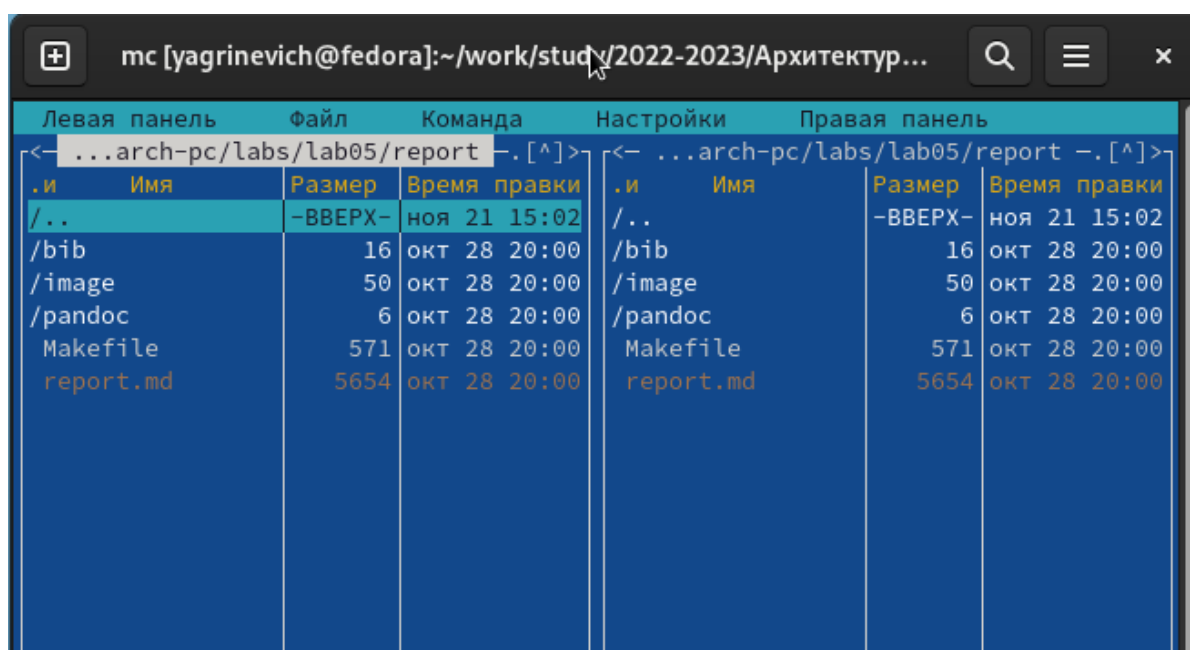 mc [yagrinevich@fedora]:~/work/study/2022-2023/Архитектур...
Левая панель Файл Команда Настройки Правая панель
<— ...arch-pc/labs/lab05/report —.[^]> <— ...arch-pc/labs/lab05/report —.[^]>
.и Имя Размер Время правки .и Имя Размер Время правки
/.. -ВВЕРХ- ноя 21 15:02 /.. -ВВЕРХ- ноя 21 15:02
/bib 16 окт 28 20:00 /bib 16 окт 28 20:00
/image 50 окт 28 20:00 /image 50 окт 28 20:00
/pandoc 6 окт 28 20:00 /pandoc 6 окт 28 20:00
Makefile 571 окт 28 20:00 Makefile 571 окт 28 20:00
report.md 5654 окт 28 20:00 report.md 5654 окт 28 20:00